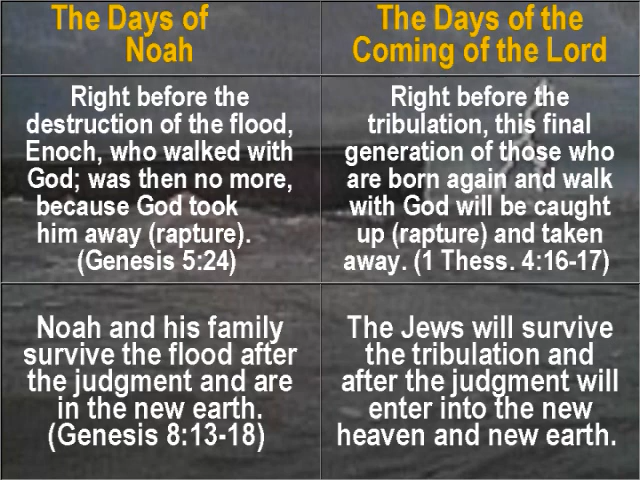 The Days of
Noah
The Days of the
Coming of the Lord
Right before the
destruction of the flood,
Enoch, who walked with
God; was then no more,
because God took
him away (rapture).
(Genesis 5:24)
Right before the
tribulation, this final
generation of those who
are born again and walk
with God will be caught
up (rapture) and taken
away. (1 Thess. 4:16-17)
Noah and his family
survive the flood after
the judgment and are
in the new earth.
(Genesis 8:13-18)
The Jews will survive
the tribulation and
after the judgment will
enter into the new
heaven and new earth.